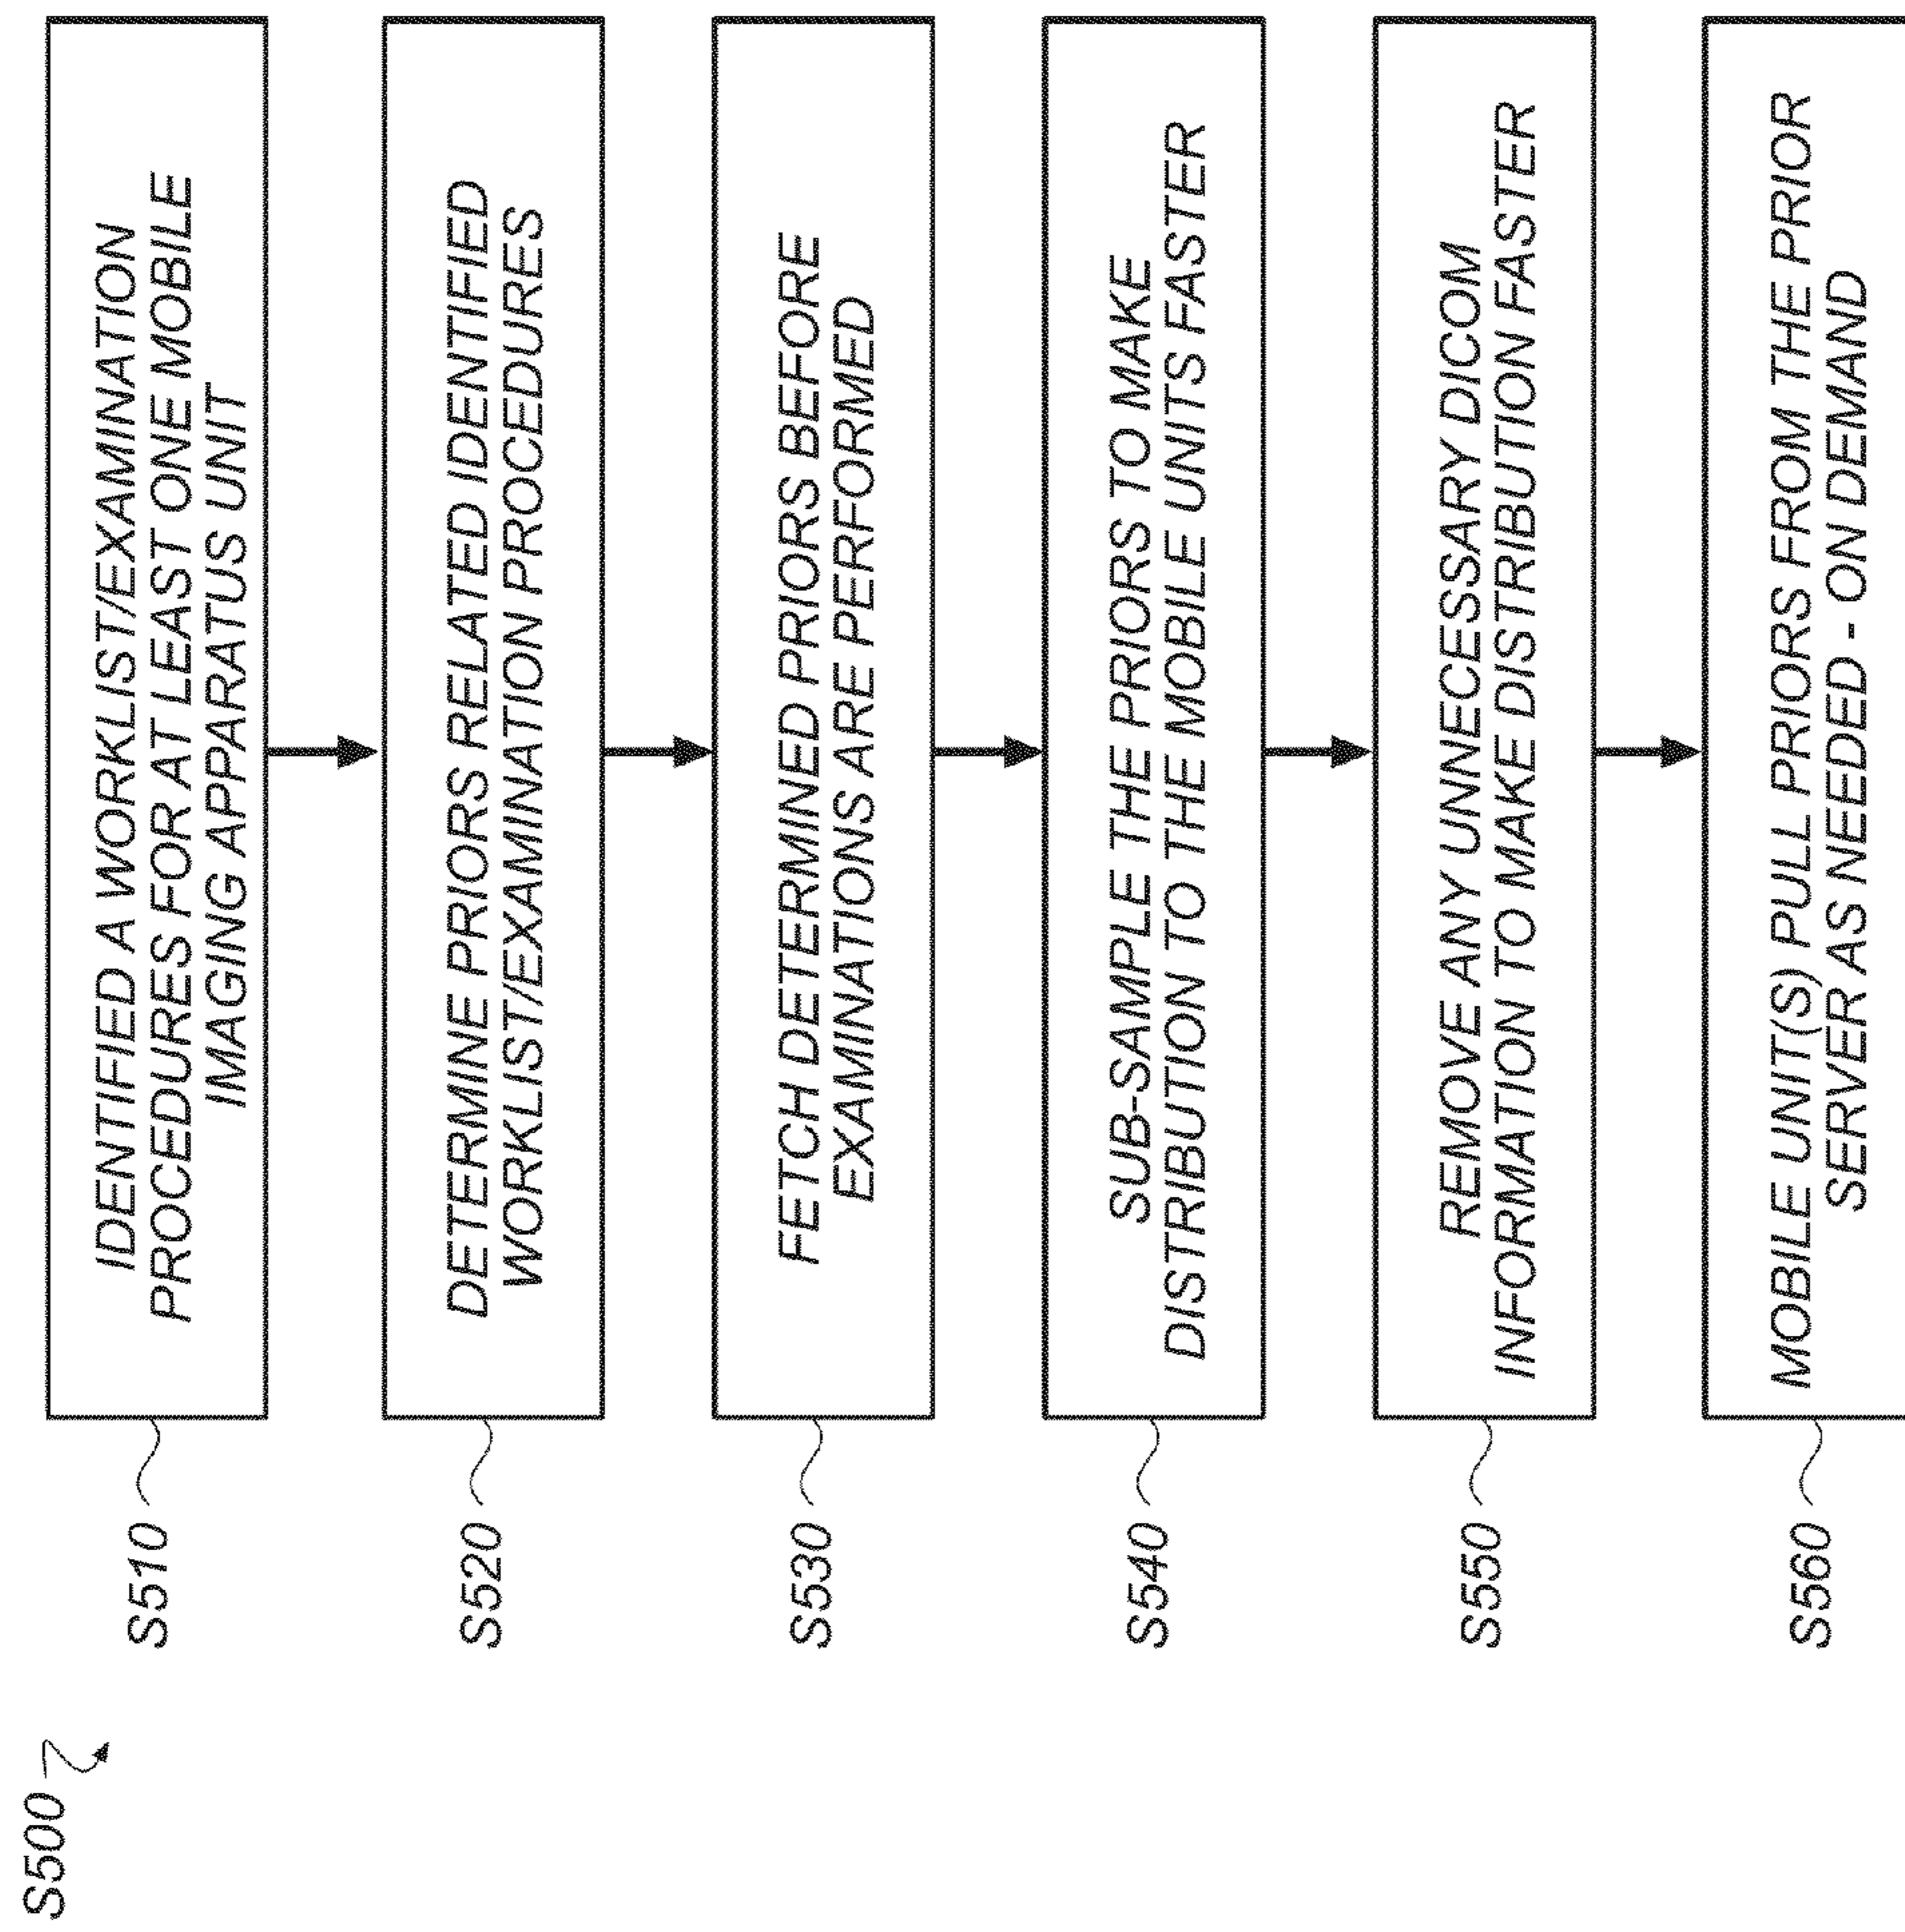 S500
S510
IDENTIFIED A WORKLIST/EXAMINATION
PROCEDURES FOR AT LEAST ONE MOBILE
IMAGING APPARATUS UNIT
S520
DETERMINE PRIORS RELATED IDENTIFIED
WORKLIST/EXAMINATION PROCEDURES
S530
FETCH DETERMINED PRIORS BEFORE
EXAMINATIONS ARE PERFORMED
S540
SUB-SAMPLE THE PRIORS TO MAKE
DISTRIBUTION TO THE MOBILE UNITS FASTER
S550
REMOVE ANY UNNECESSARY DICOM
INFORMATION TO MAKE DISTRIBUTION FASTER
S560
MOBILE UNIT(S) PULL PRIORS FROM THE PRIOR
SERVER AS NEEDED - ON DEMAND